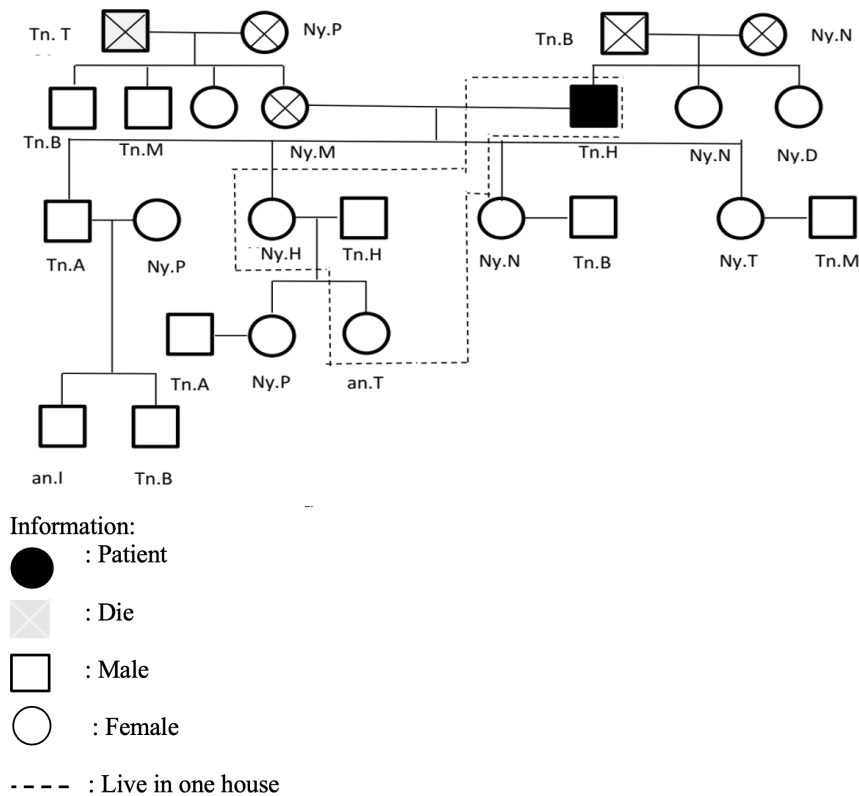 Tn. T Ny.P Tn.B Ny.N
Tn.B Tn.M Ny.M Tn.H Ny.N Ny.D
Tn.A Ny.P Ny.H Tn.H Ny.N Tn.B Ny.T Tn.M
Tn.A Ny.P an.T
an.I Tn.B
Information:
: Patient
: Die
: Male
: Female
: Live in one house